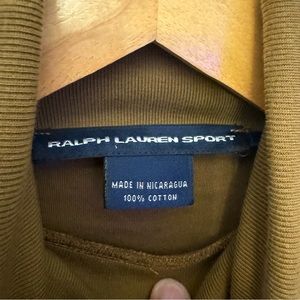 RALPH LAUREN SPORT
MADE IN NICARAGUA
100% COTTON